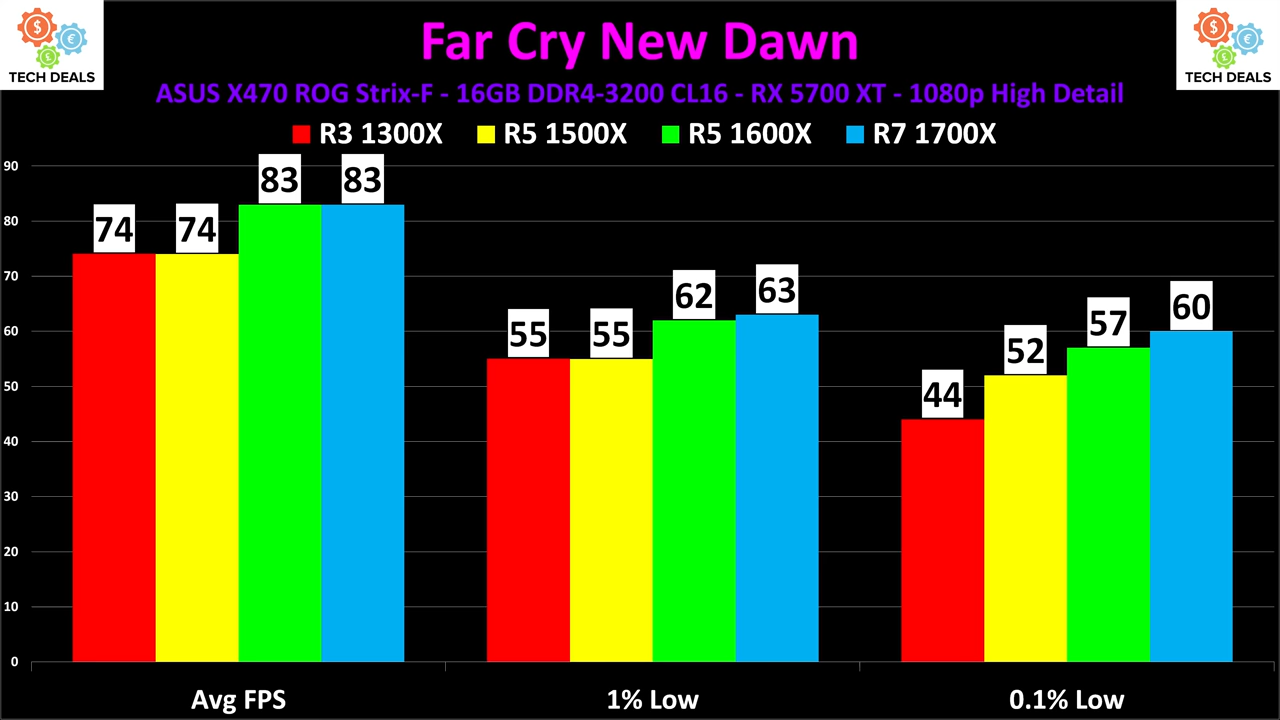 Far Cry New Dawn
$
€
£
TECH DEALS
$
€
£
TECH DEALS
ASUS X470 ROG Strix-F - 16GB DDR4-3200 CL16 - RX 5700 XT - 1080p High Detail
R3 1300X R5 1500X R5 1600X R7 1700X
90
80
70
60
50
40
30
20
10
0
74 74 83 83
55 55 62 63
44 52 57 60
Avg FPS 1% Low 0.1% Low